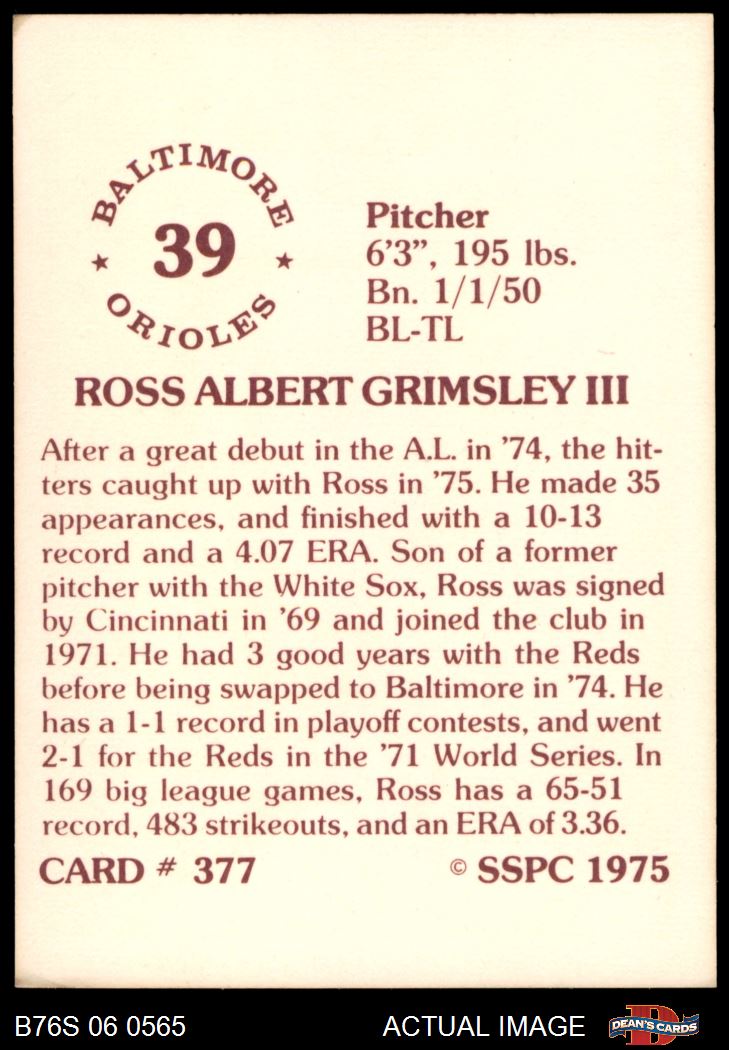 BALTIMORE
39
ORIOLES
Pitcher
6'3", 195 lbs.
Bn. 1/1/50
BL-TL
ROSS ALBERT GRIMSLEY III
After a great debut in the A.L. in '74, the hit-
ters caught up with Ross in '75. He made 35
appearances, and finished with a 10-13
record and a 4.07 ERA. Son of a former
pitcher with the White Sox, Ross was signed
by Cincinnati in '69 and joined the club in
1971. He had 3 good years with the Reds
before being swapped to Baltimore in '74. He
has a 1-1 record in playoff contests, and went
2-1 for the Reds in the '71 World Series. In
169 big league games, Ross has a 65-51
record, 483 strikeouts, and an ERA of 3.36.
CARD # 377 © SSPC 1975
B76S 06 0565 ACTUAL IMAGE D DEAN'S CARDS